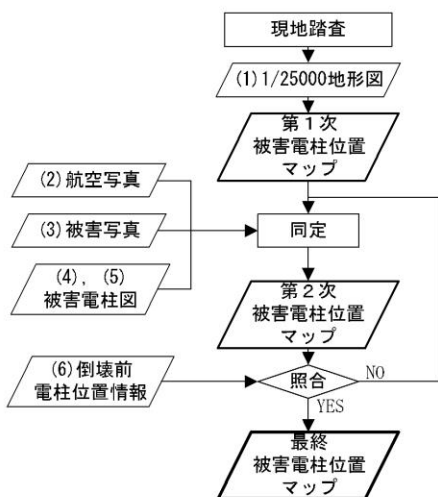 現地踏査
(1)1/25000地形図
第1次
被害電柱位置
マップ
(2)航空写真
(3)被害写真
(4),(5)
被害電柱図
同定
第2次
被害電柱位置
マップ
(6)倒壊前
電柱位置情報
照合
NO
YES
最終
被害電柱位置
マップ